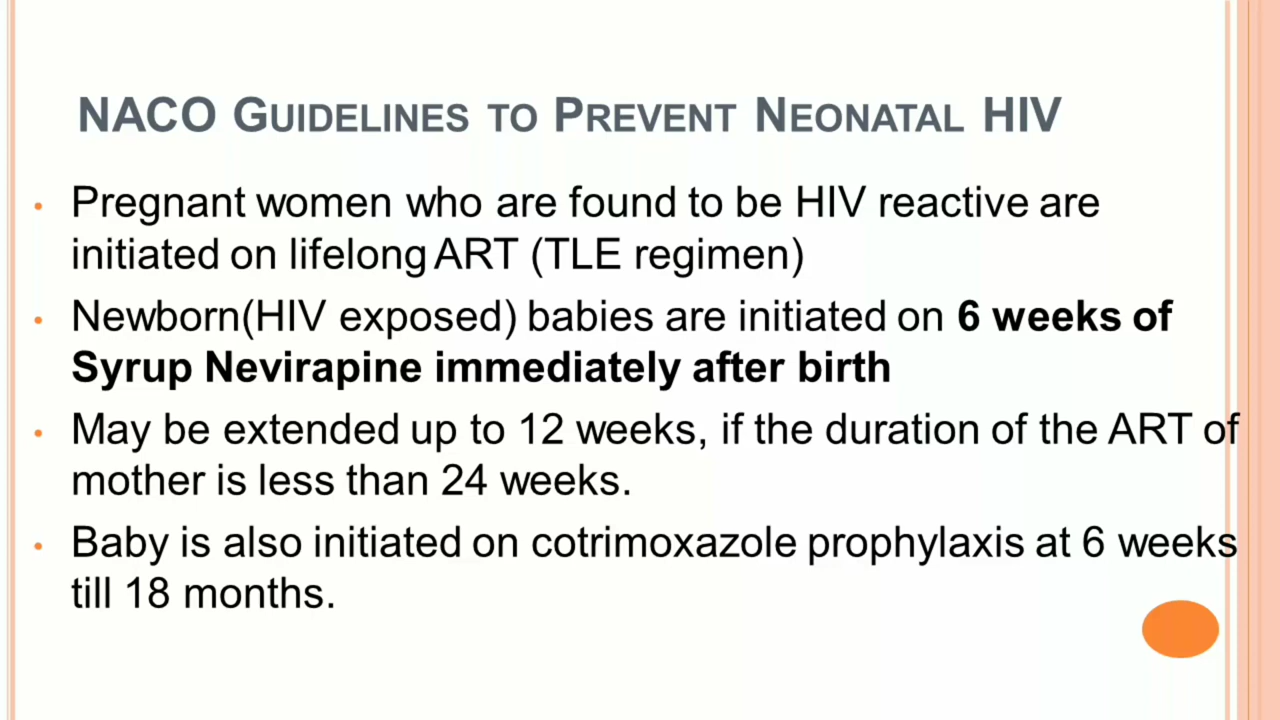 NACO GUIDELINES TO PREVENT NEONATAL HIV
• Pregnant women who are found to be HIV reactive are
initiated on lifelong ART (TLE regimen)
• Newborn(HIV exposed) babies are initiated on 6 weeks of
Syrup Nevirapine immediately after birth
• May be extended up to 12 weeks, if the duration of the ART of
mother is less than 24 weeks.
• Baby is also initiated on cotrimoxazole prophylaxis at 6 weeks
till 18 months.